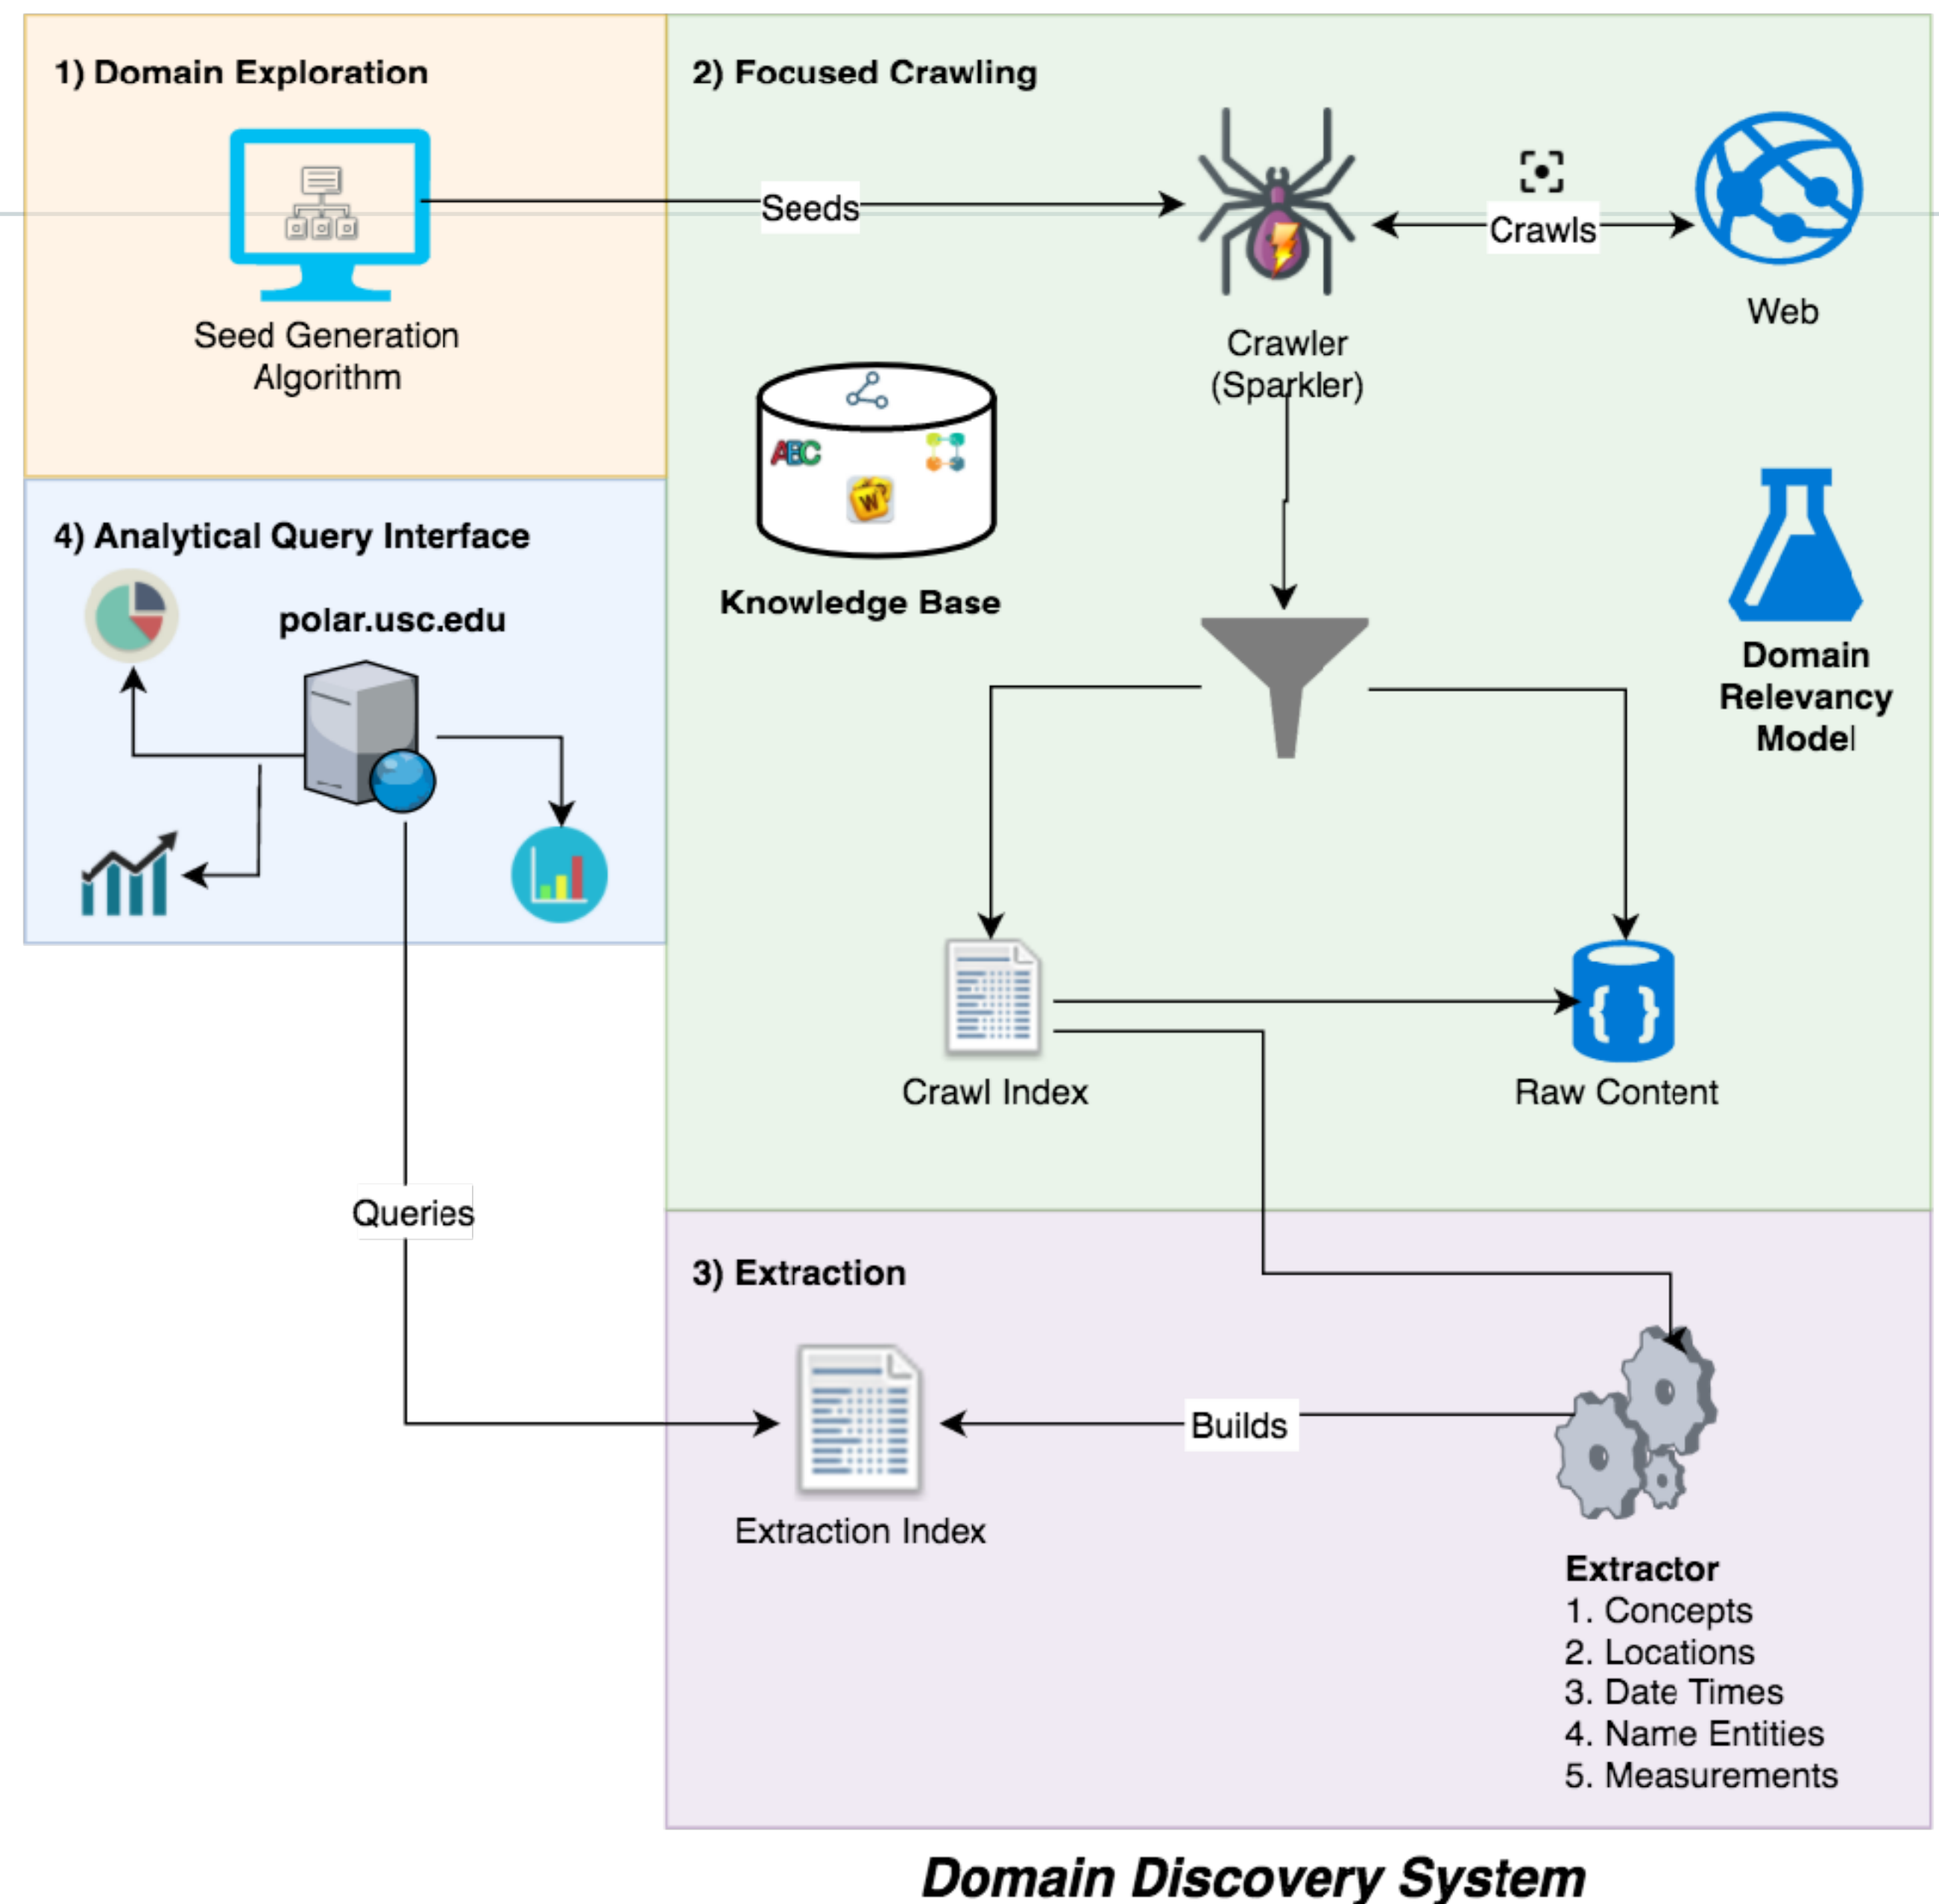 1) Domain Exploration
Seed Generation
Algorithm
2) Focused Crawling
Seeds
Crawls
Web
Crawler
(Sparkler)
ABC
W
Knowledge Base
Domain
Relevancy
Model
{ }
Crawl Index
Raw Content
3) Extraction
Builds
Extraction Index
Extractor
1. Concepts
2. Locations
3. Date Times
4. Name Entities
5. Measurements
4) Analytical Query Interface
polar.usc.edu
Queries
Domain Discovery System